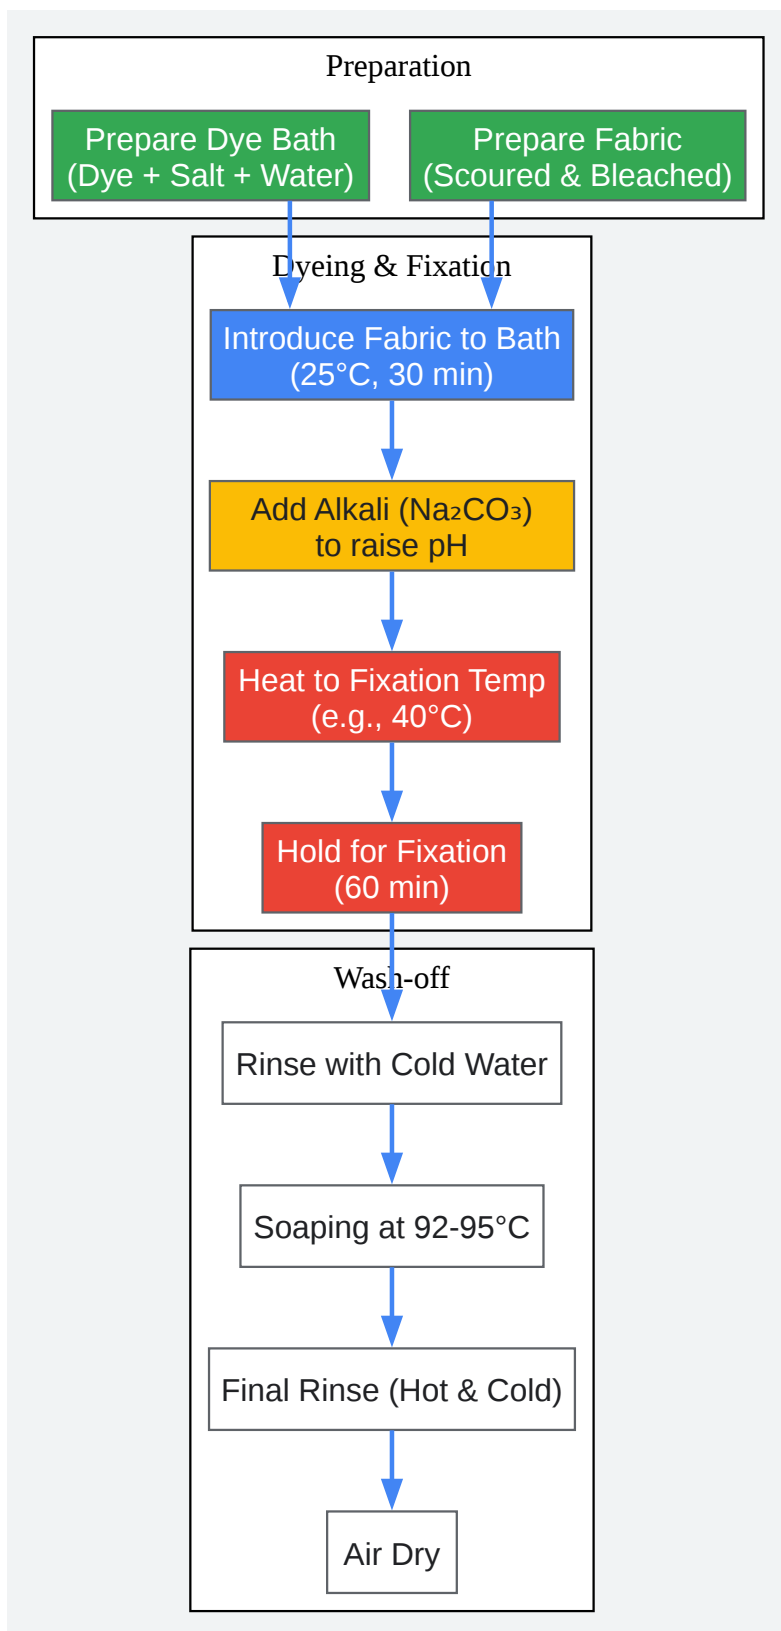 Preparation
Prepare Dye Bath
(Dye + Salt + Water)
Prepare Fabric
(Scoured & Bleached)
Dyeing & Fixation
Introduce Fabric to Bath
(25°C, 30 min)
Add Alkali (Na₂CO₃)
to raise pH
Heat to Fixation Temp
(e.g., 40°C)
Hold for Fixation
(60 min)
Wash-off
Rinse with Cold Water
Soaping at 92-95°C
Final Rinse (Hot & Cold)
Air Dry